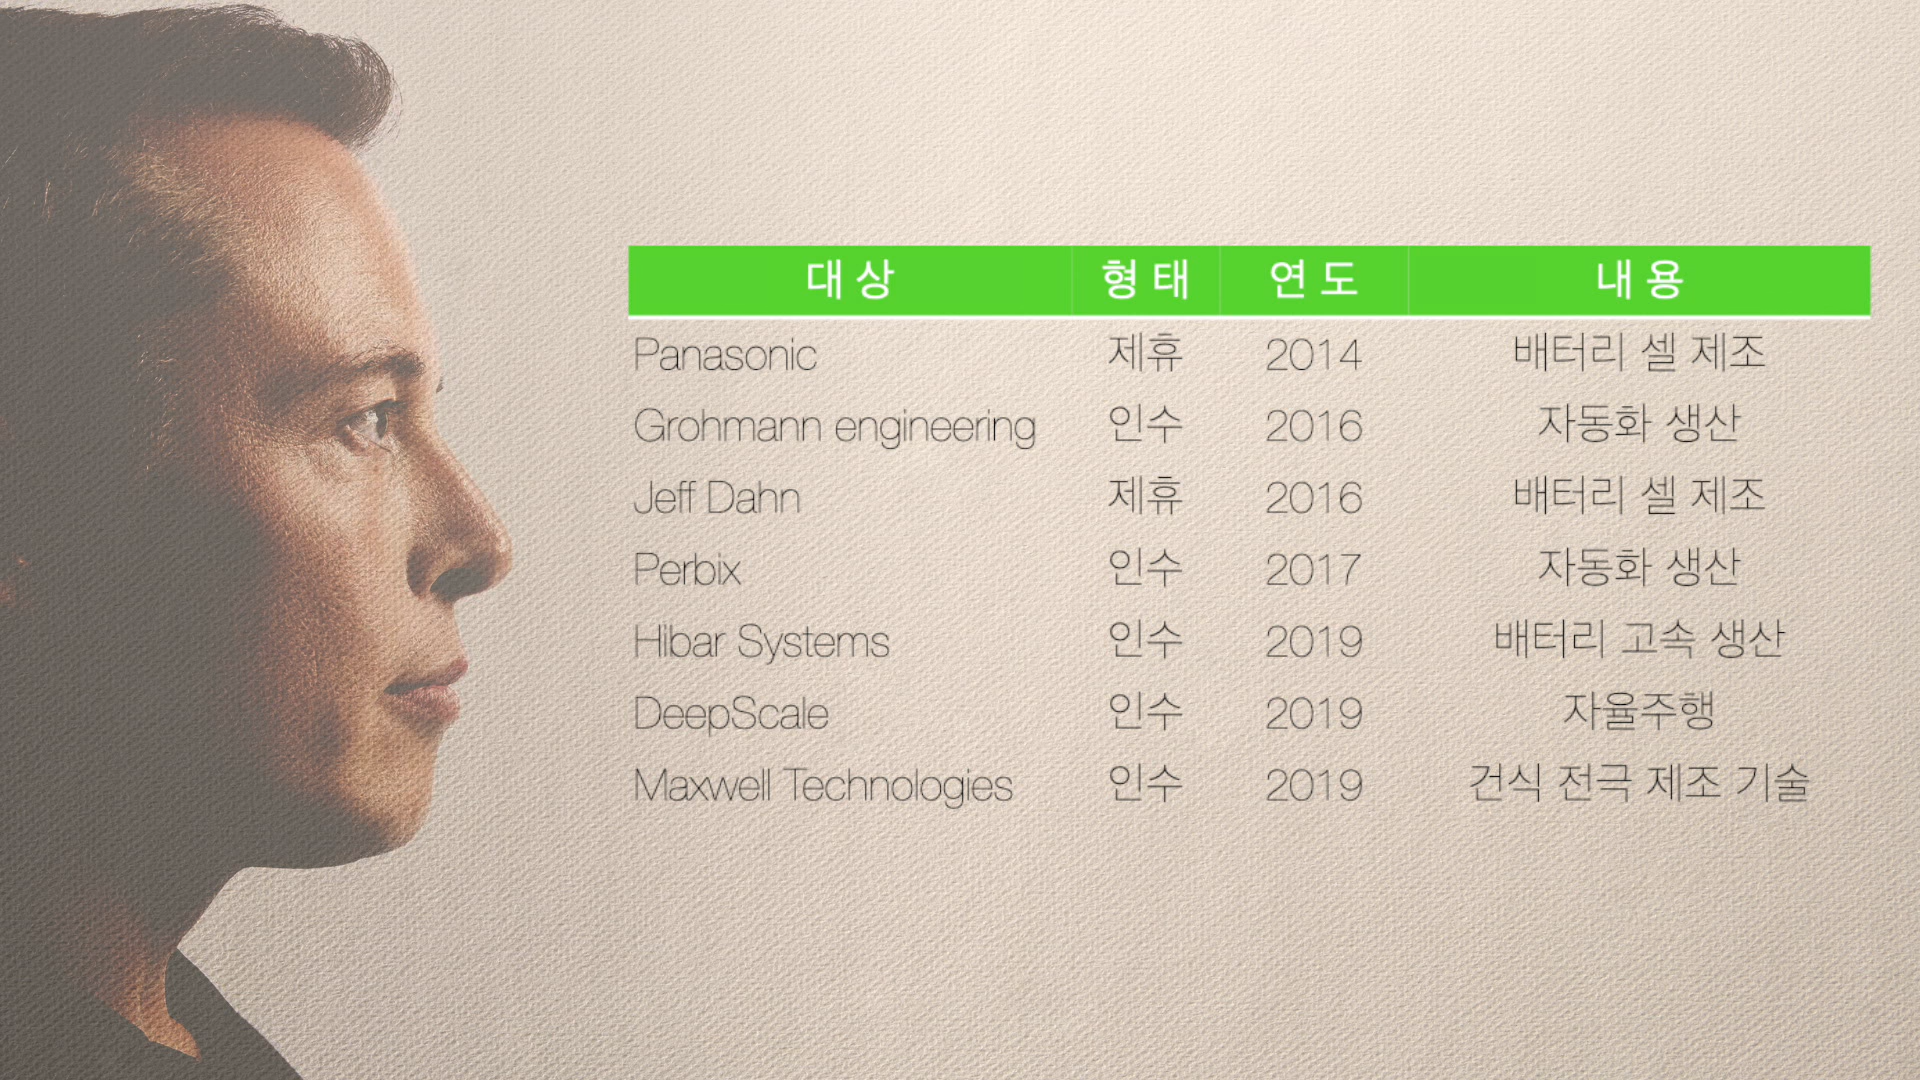 대상 형태 연도 내용
Panasonic 제휴 2014 배터리 셀 제조
Grohmann engineering 인수 2016 자동화 생산
Jeff Dahn 제휴 2016 배터리 셀 제조
Perbix 인수 2017 자동화 생산
Hibar Systems 인수 2019 배터리 고속 생산
DeepScale 인수 2019 자율주행
Maxwell Technologies 인수 2019 건식 전극 제조 기술